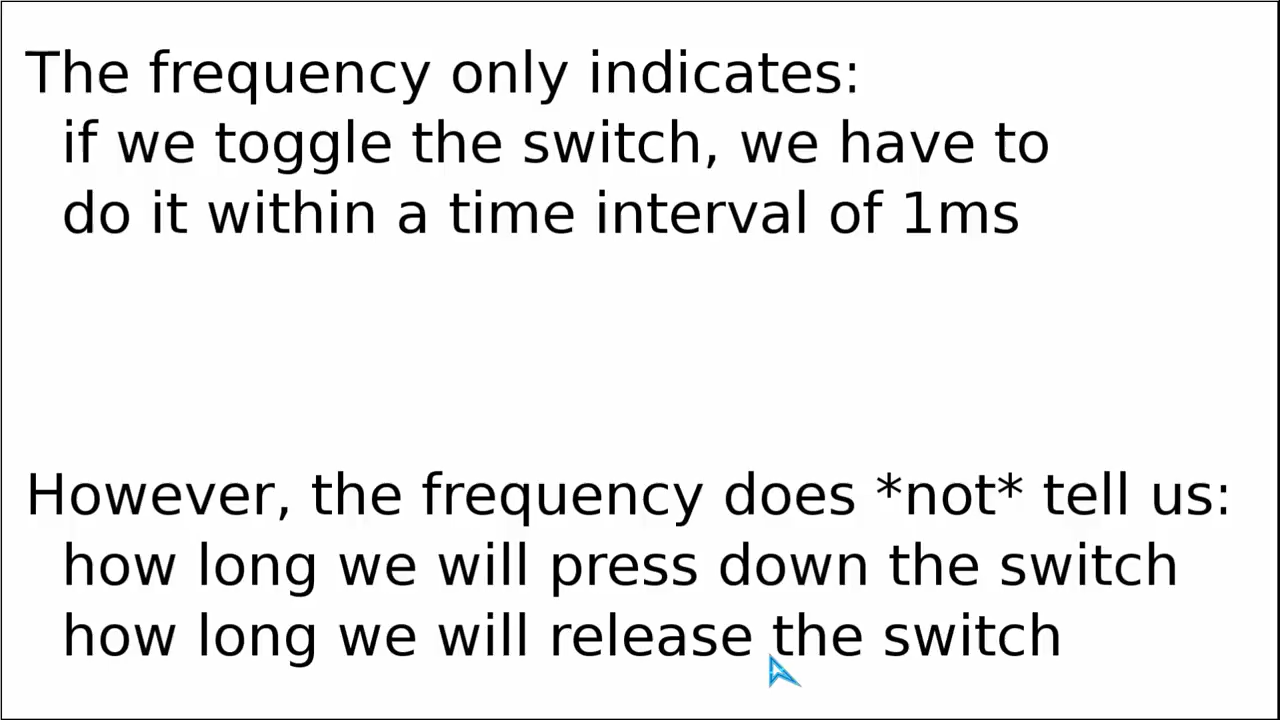 The frequency only indicates:
if we toggle the switch, we have to
do it within a time interval of 1ms
However, the frequency does *not* tell us:
how long we will press down the switch
how long we will release the switch